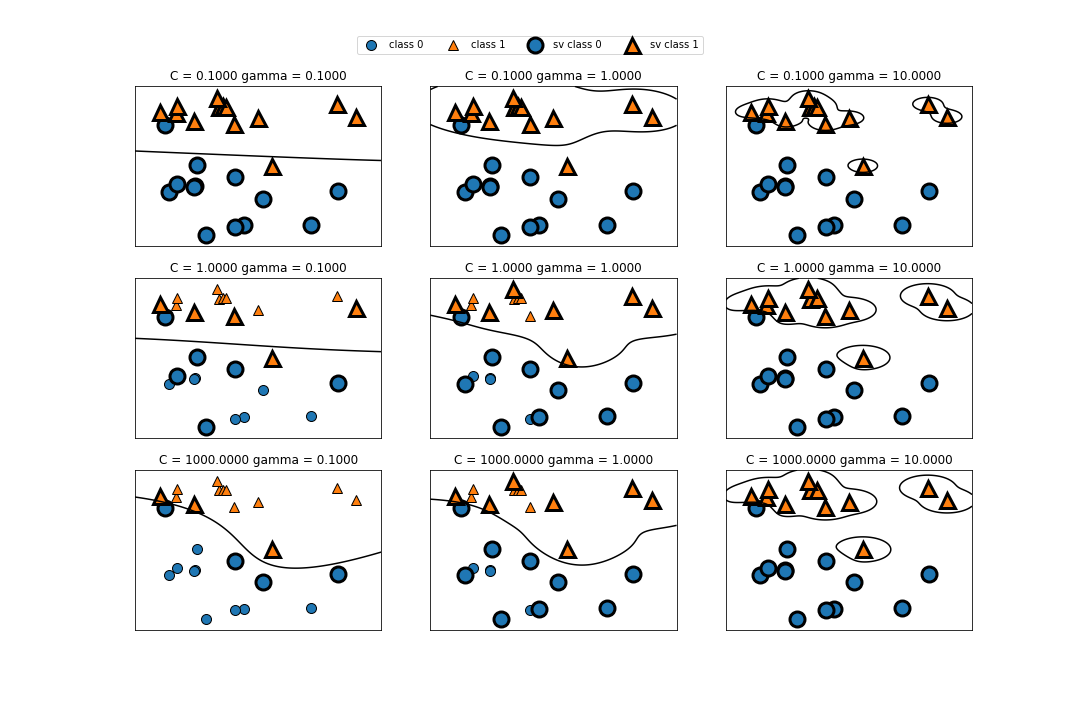 class 0 class 1 sv class 0 sv class 1
C = 0.1000 gamma = 0.1000 C = 0.1000 gamma = 1.0000 C = 0.1000 gamma = 10.0000
C = 1.0000 gamma = 0.1000 C = 1.0000 gamma = 1.0000 C = 1.0000 gamma = 10.0000
C = 1000.0000 gamma = 0.1000 C = 1000.0000 gamma = 1.0000 C = 1000.0000 gamma = 10.0000